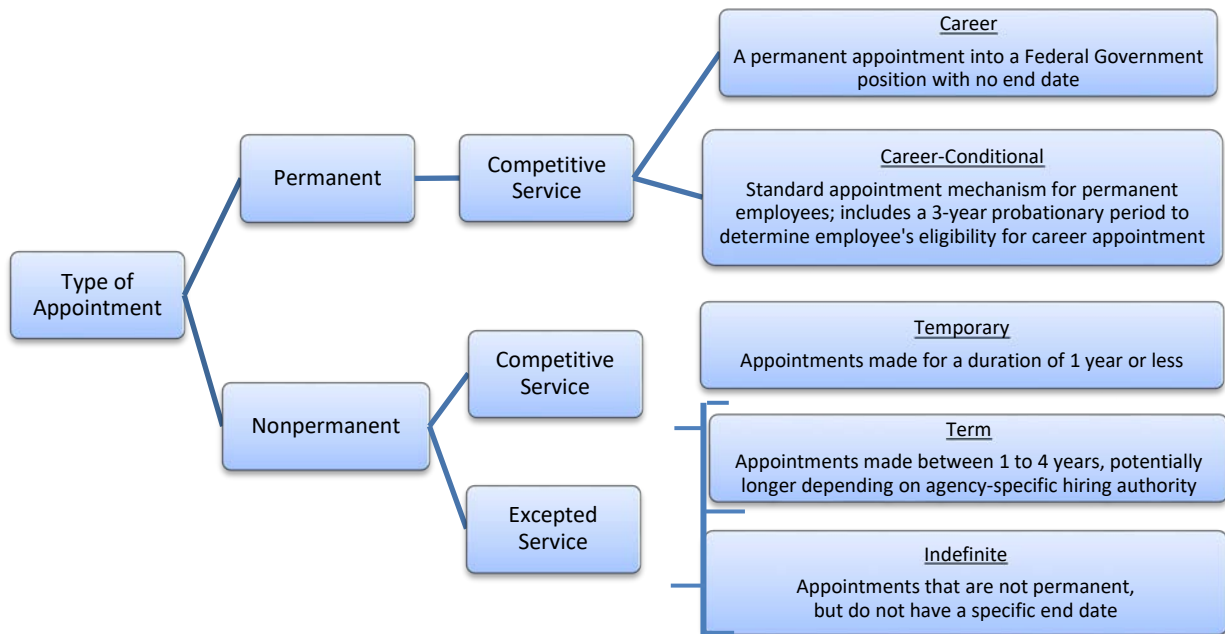 Career
A permanent appointment into a Federal Government
position with no end date
Career-Conditional
Standard appointment mechanism for permanent
employees; includes a 3-year probationary period to
determine employee's eligibility for career appointment
Permanent
Competitive
Service
Type of
Appointment
Temporary
Appointments made for a duration of 1 year or less
Competitive
Service
Nonpermanent
Term
Appointments made between 1 to 4 years, potentially
longer depending on agency-specific hiring authority
Excepted
Service
Indefinite
Appointments that are not permanent,
but do not have a specific end date